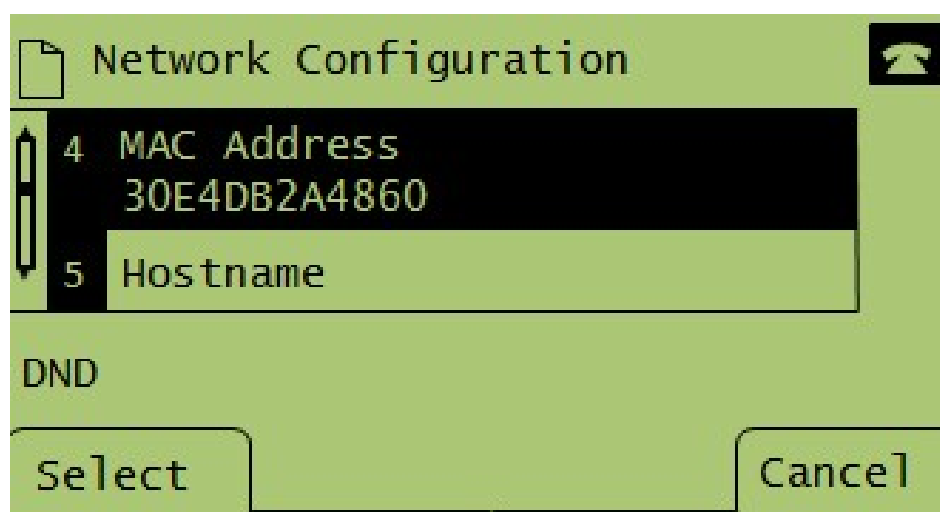 Network Configuration
4 MAC Address
30E4DB2A4860
5 Hostname
DND
Select
Cancel